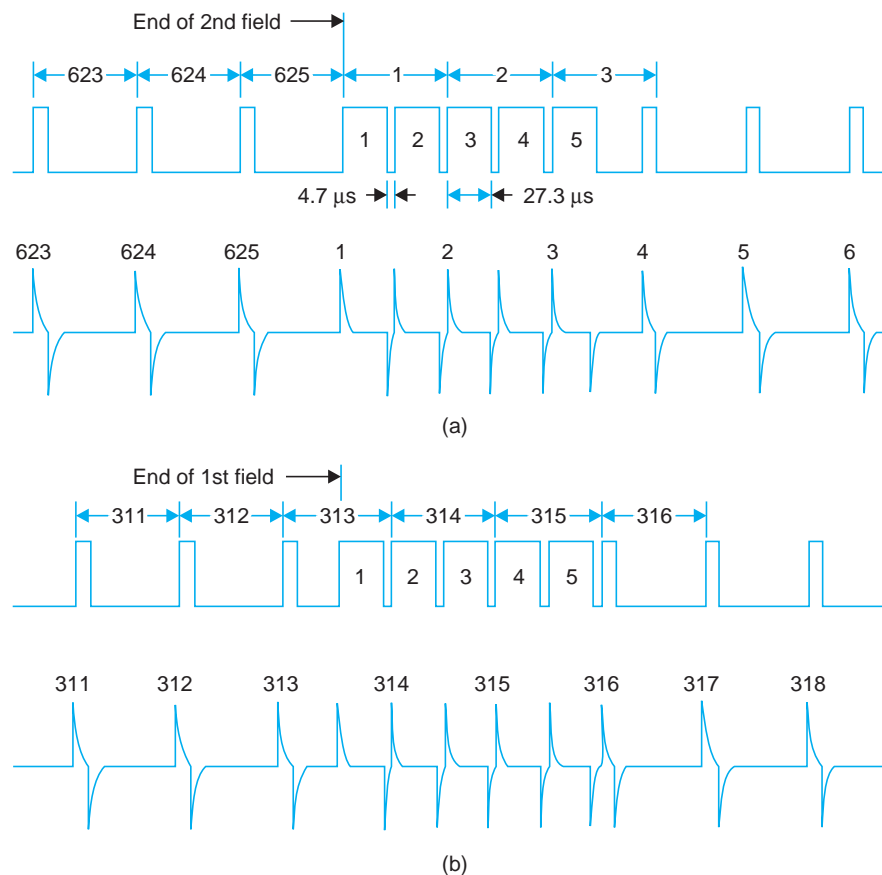 End of 2nd field
623 624 625 1 2 3
1 2 3 4 5
4.7 μs 27.3 μs
623 624 625 1 2 3 4 5 6
(a)
End of 1st field
311 312 313 314 315 316
1 2 3 4 5
311 312 313 314 315 316 317 318
(b)